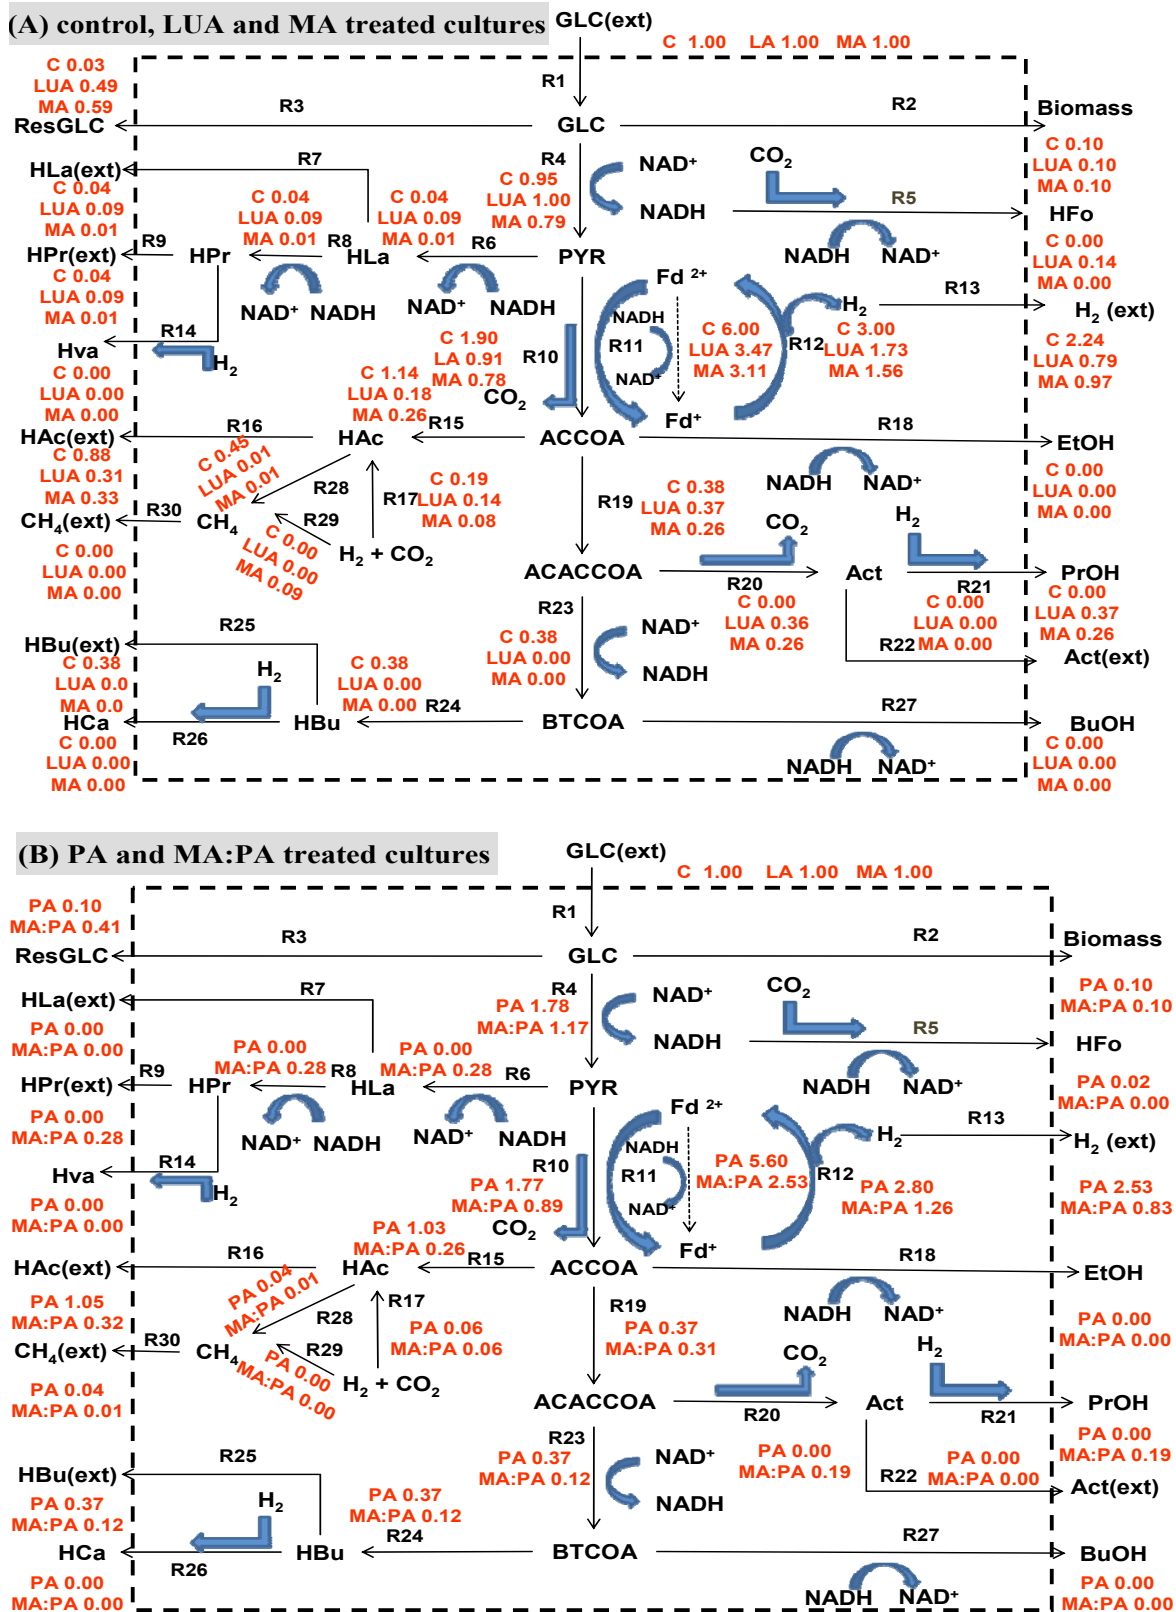 (A) control, LUA and MA treated cultures
GLC(ext)
C 1.00 LA 1.00 MA 1.00
C 0.03
LUA 0.49
MA 0.59
R1
R3
R2
ResGLC
GLC
Biomass
C 0.10
LUA 0.10
MA 0.10
HLa(ext)
R7
R4
NAD+
CO2
C 0.04
LUA 0.09
MA 0.01
C 0.04
LUA 0.09
MA 0.01
C 0.04
LUA 0.09
MA 0.01
C 0.95
LUA 1.00
MA 0.79
NADH
R5
HFo
HPr(ext)
R9
HPr
R8
HLa
R6
PYR
NADH NAD+
C 0.00
LUA 0.14
MA 0.00
C 0.04
LUA 0.09
MA 0.01
NAD+ NADH
NAD+ NADH
Fd 2+
H2
R13
H2 (ext)
R14
Hva
H2
C 1.90
LA 0.91
MA 0.78
R10
R11
NADH
NAD+
C 6.00
LUA 3.47
MA 3.11
R12
C 3.00
LUA 1.73
MA 1.56
C 2.24
LUA 0.79
MA 0.97
C 0.00
LUA 0.00
MA 0.00
C 1.14
LUA 0.18
MA 0.26
CO2
Fd+
HAc(ext)
R16
HAc
R15
ACCOA
R18
EtOH
C 0.88
LUA 0.31
MA 0.33
C 0.45
LUA 0.01
MA 0.01
R28
R17
C 0.19
LUA 0.14
MA 0.08
R19
C 0.38
LUA 0.37
MA 0.26
NADH NAD+
C 0.00
LUA 0.00
MA 0.00
CH4(ext)
R30
CH4
R29
C 0.00
LUA 0.00
MA 0.09
H2 + CO2
CO2
H2
C 0.00
LUA 0.00
MA 0.00
ACACCOA
R20
Act
R21
PrOH
R23
C 0.00
LUA 0.36
MA 0.26
C 0.00
LUA 0.00
MA 0.00
C 0.00
LUA 0.37
MA 0.26
R25
HBu(ext)
C 0.38
LUA 0.00
MA 0.00
NAD+
NADH
R22
Act(ext)
C 0.38
LUA 0.0
MA 0.0
H2
C 0.38
LUA 0.00
MA 0.00
HCa
R26
HBu
R24
BTCOA
R27
BuOH
C 0.00
LUA 0.00
MA 0.00
NADH NAD+
C 0.00
LUA 0.00
MA 0.00
(B) PA and MA:PA treated cultures
GLC(ext)
C 1.00 LA 1.00 MA 1.00
PA 0.10
MA:PA 0.41
R1
R3
R2
ResGLC
GLC
Biomass
HLa(ext)
R7
R4
NAD+
CO2
PA 0.10
MA:PA 0.10
PA 1.78
MA:PA 1.17
PA 0.00
MA:PA 0.00
PA 0.00
MA:PA 0.28
PA 0.00
MA:PA 0.28
NADH
R5
HFo
HPr(ext)
R9
HPr
R8
HLa
R6
PYR
NADH NAD+
PA 0.02
MA:PA 0.00
PA 0.00
MA:PA 0.28
NAD+ NADH
NAD+ NADH
Fd 2+
H2
R13
H2 (ext)
Hva
R14
H2
R10
R11
NADH
NAD+
PA 5.60
MA:PA 2.53
R12
PA 1.77
MA:PA 0.89
PA 2.80
MA:PA 1.26
PA 2.53
MA:PA 0.83
PA 0.00
MA:PA 0.00
PA 1.03
MA:PA 0.26
CO2
Fd+
HAc(ext)
R16
HAc
R15
ACCOA
R18
EtOH
PA 1.05
MA:PA 0.32
PA 0.04
MA:PA 0.01
R28
R17
R19
NADH NAD+
PA 0.06
MA:PA 0.06
PA 0.37
MA:PA 0.31
PA 0.00
MA:PA 0.00
CH4(ext)
R30
CH4
R29
PA 0.00
MA:PA 0.00
H2 + CO2
CO2
H2
PA 0.04
MA:PA 0.01
ACACCOA
R20
Act
R21
PrOH
R23
PA 0.00
MA:PA 0.19
PA 0.00
MA:PA 0.00
PA 0.00
MA:PA 0.19
HBu(ext)
R25
PA 0.37
MA:PA 0.12
NAD+
NADH
R22
Act(ext)
PA 0.37
MA:PA 0.12
H2
PA 0.37
MA:PA 0.12
HCa
R26
HBu
R24
BTCOA
R27
BuOH
PA 0.00
MA:PA 0.00
NADH NAD+
PA 0.00
MA:PA 0.00